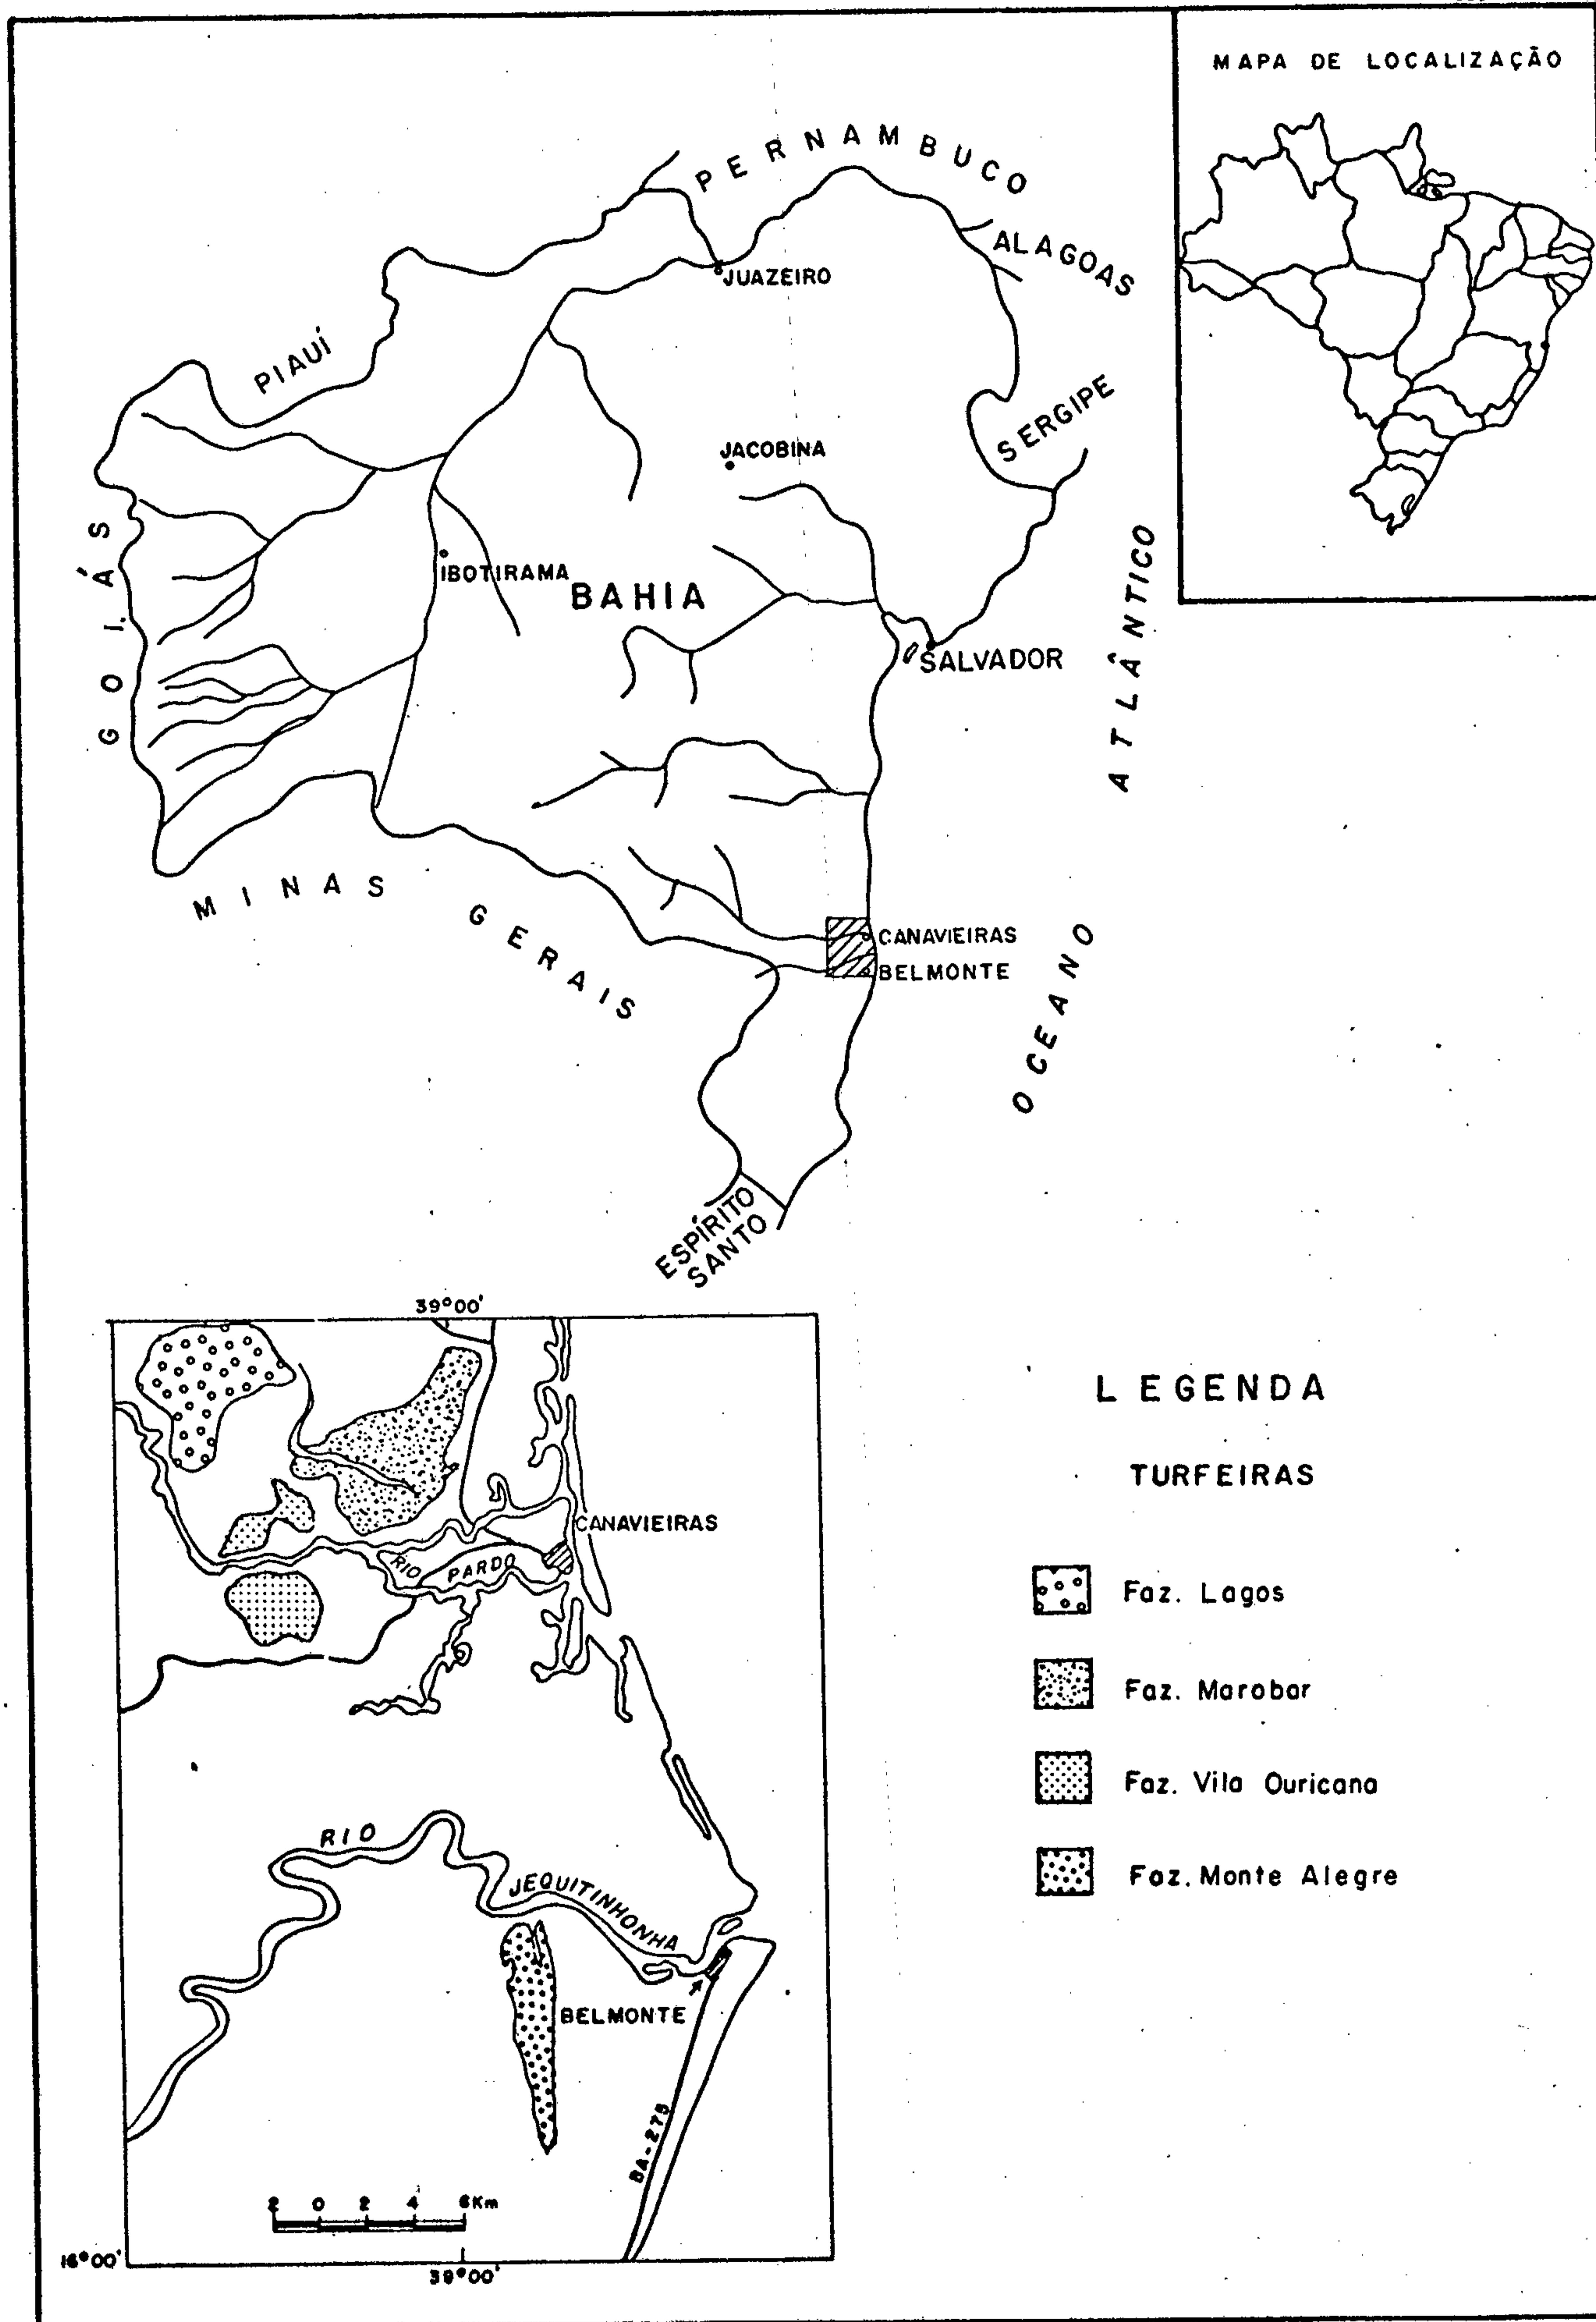 MAPA DE LOCALIZAÇÃO
PERNAMBUCO
ALAGOAS
JUAZEIRO
PIAUÍ
SERGIPE
JACOBINA
GOIÁS
IBOTIRAMA
BAHIA
SALVADOR
OCEANO ATLÂNTICO
MINAS GERAIS
CANAVIEIRAS
BELMONTE
ESPÍRITO
SANTO
39°00'
CANAVIEIRAS
RIO PARDO
RIO JEQUITINHONHA
BELMONTE
BA-275
2 0 2 4 6Km
16°00'
39°00'
LEGENDA
TURFEIRAS
Faz. Lagos
Faz. Marobar
Faz. Vila Ouricana
Faz. Monte Alegre